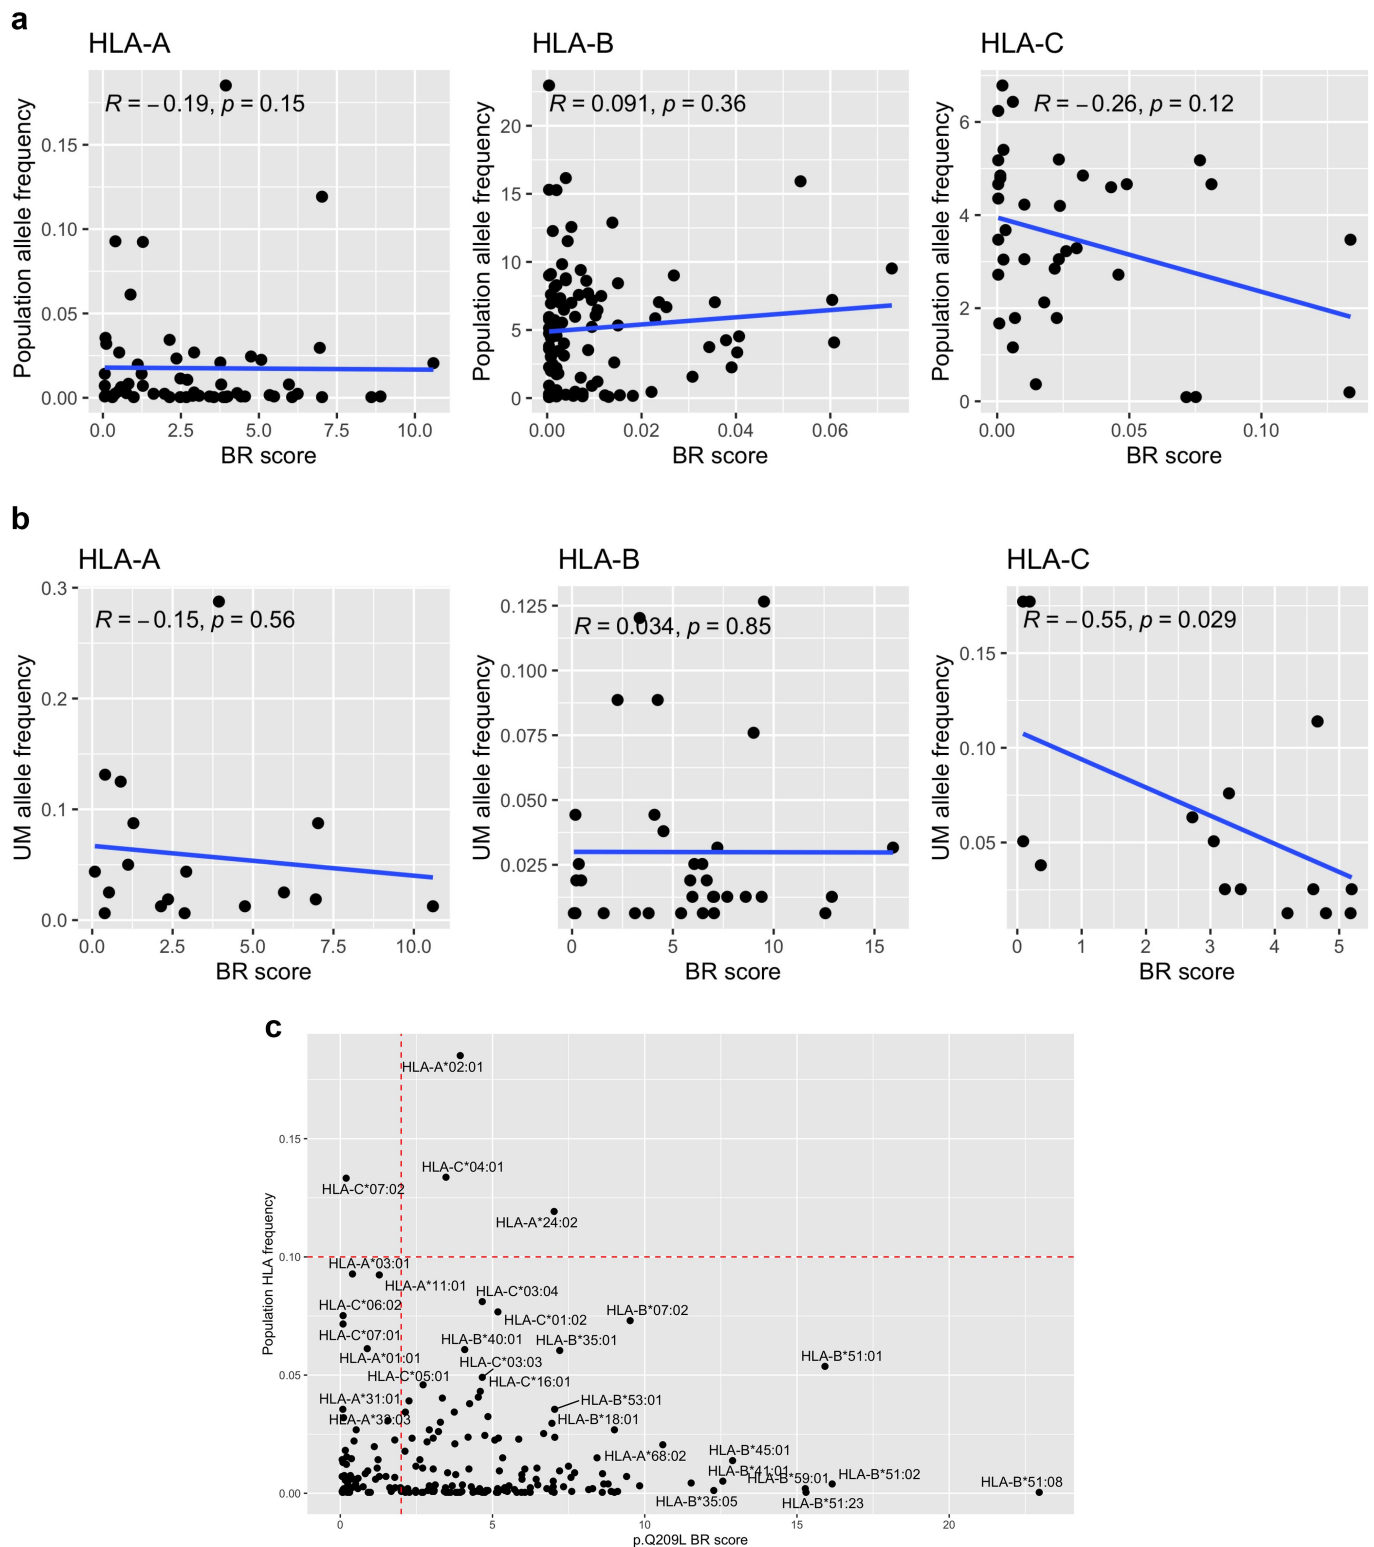 a
HLA-A
HLA-B
HLA-C
R = −0.19, p = 0.15
R = 0.091, p = 0.36
R = −0.26, p = 0.12
Population allele frequency
0.15
0.10
0.05
0.00
Population allele frequency
20
15
10
5
0
Population allele frequency
6
4
2
0
0.0 2.5 5.0 7.5 10.0
0.00 0.02 0.04 0.06
0.00 0.05 0.10
BR score
BR score
BR score
b
HLA-A
HLA-B
HLA-C
R = −0.15, p = 0.56
R = 0.034, p = 0.85
R = −0.55, p = 0.029
UM allele frequency
0.3
0.2
0.1
0.0
UM allele frequency
0.125
0.100
0.075
0.050
0.025
UM allele frequency
0.15
0.10
0.05
0.0 2.5 5.0 7.5 10.0
0 5 10 15
0 1 2 3 4 5
BR score
BR score
BR score
c
HLA-A*02:01
HLA-C*04:01
HLA-C*07:02
HLA-A*24:02
HLA-A*03:01
HLA-A*11:01
HLA-C*03:04
HLA-C*06:02
HLA-B*07:02
HLA-C*01:02
HLA-C*07:01
HLA-B*40:01
HLA-B*35:01
HLA-A*01:01
HLA-C*03:03
HLA-B*51:01
HLA-C*05:01
HLA-C*16:01
HLA-A*31:01
HLA-B*53:01
HLA-B*18:01
HLA-A*68:02
HLA-B*45:01
HLA-B*41:01
HLA-B*59:01
HLA-B*51:02
HLA-B*51:08
HLA-B*35:05
HLA-B*51:23
Population HLA frequency
0.15
0.10
0.05
0.00
0 5 10 15 20
p.Q209L BR score